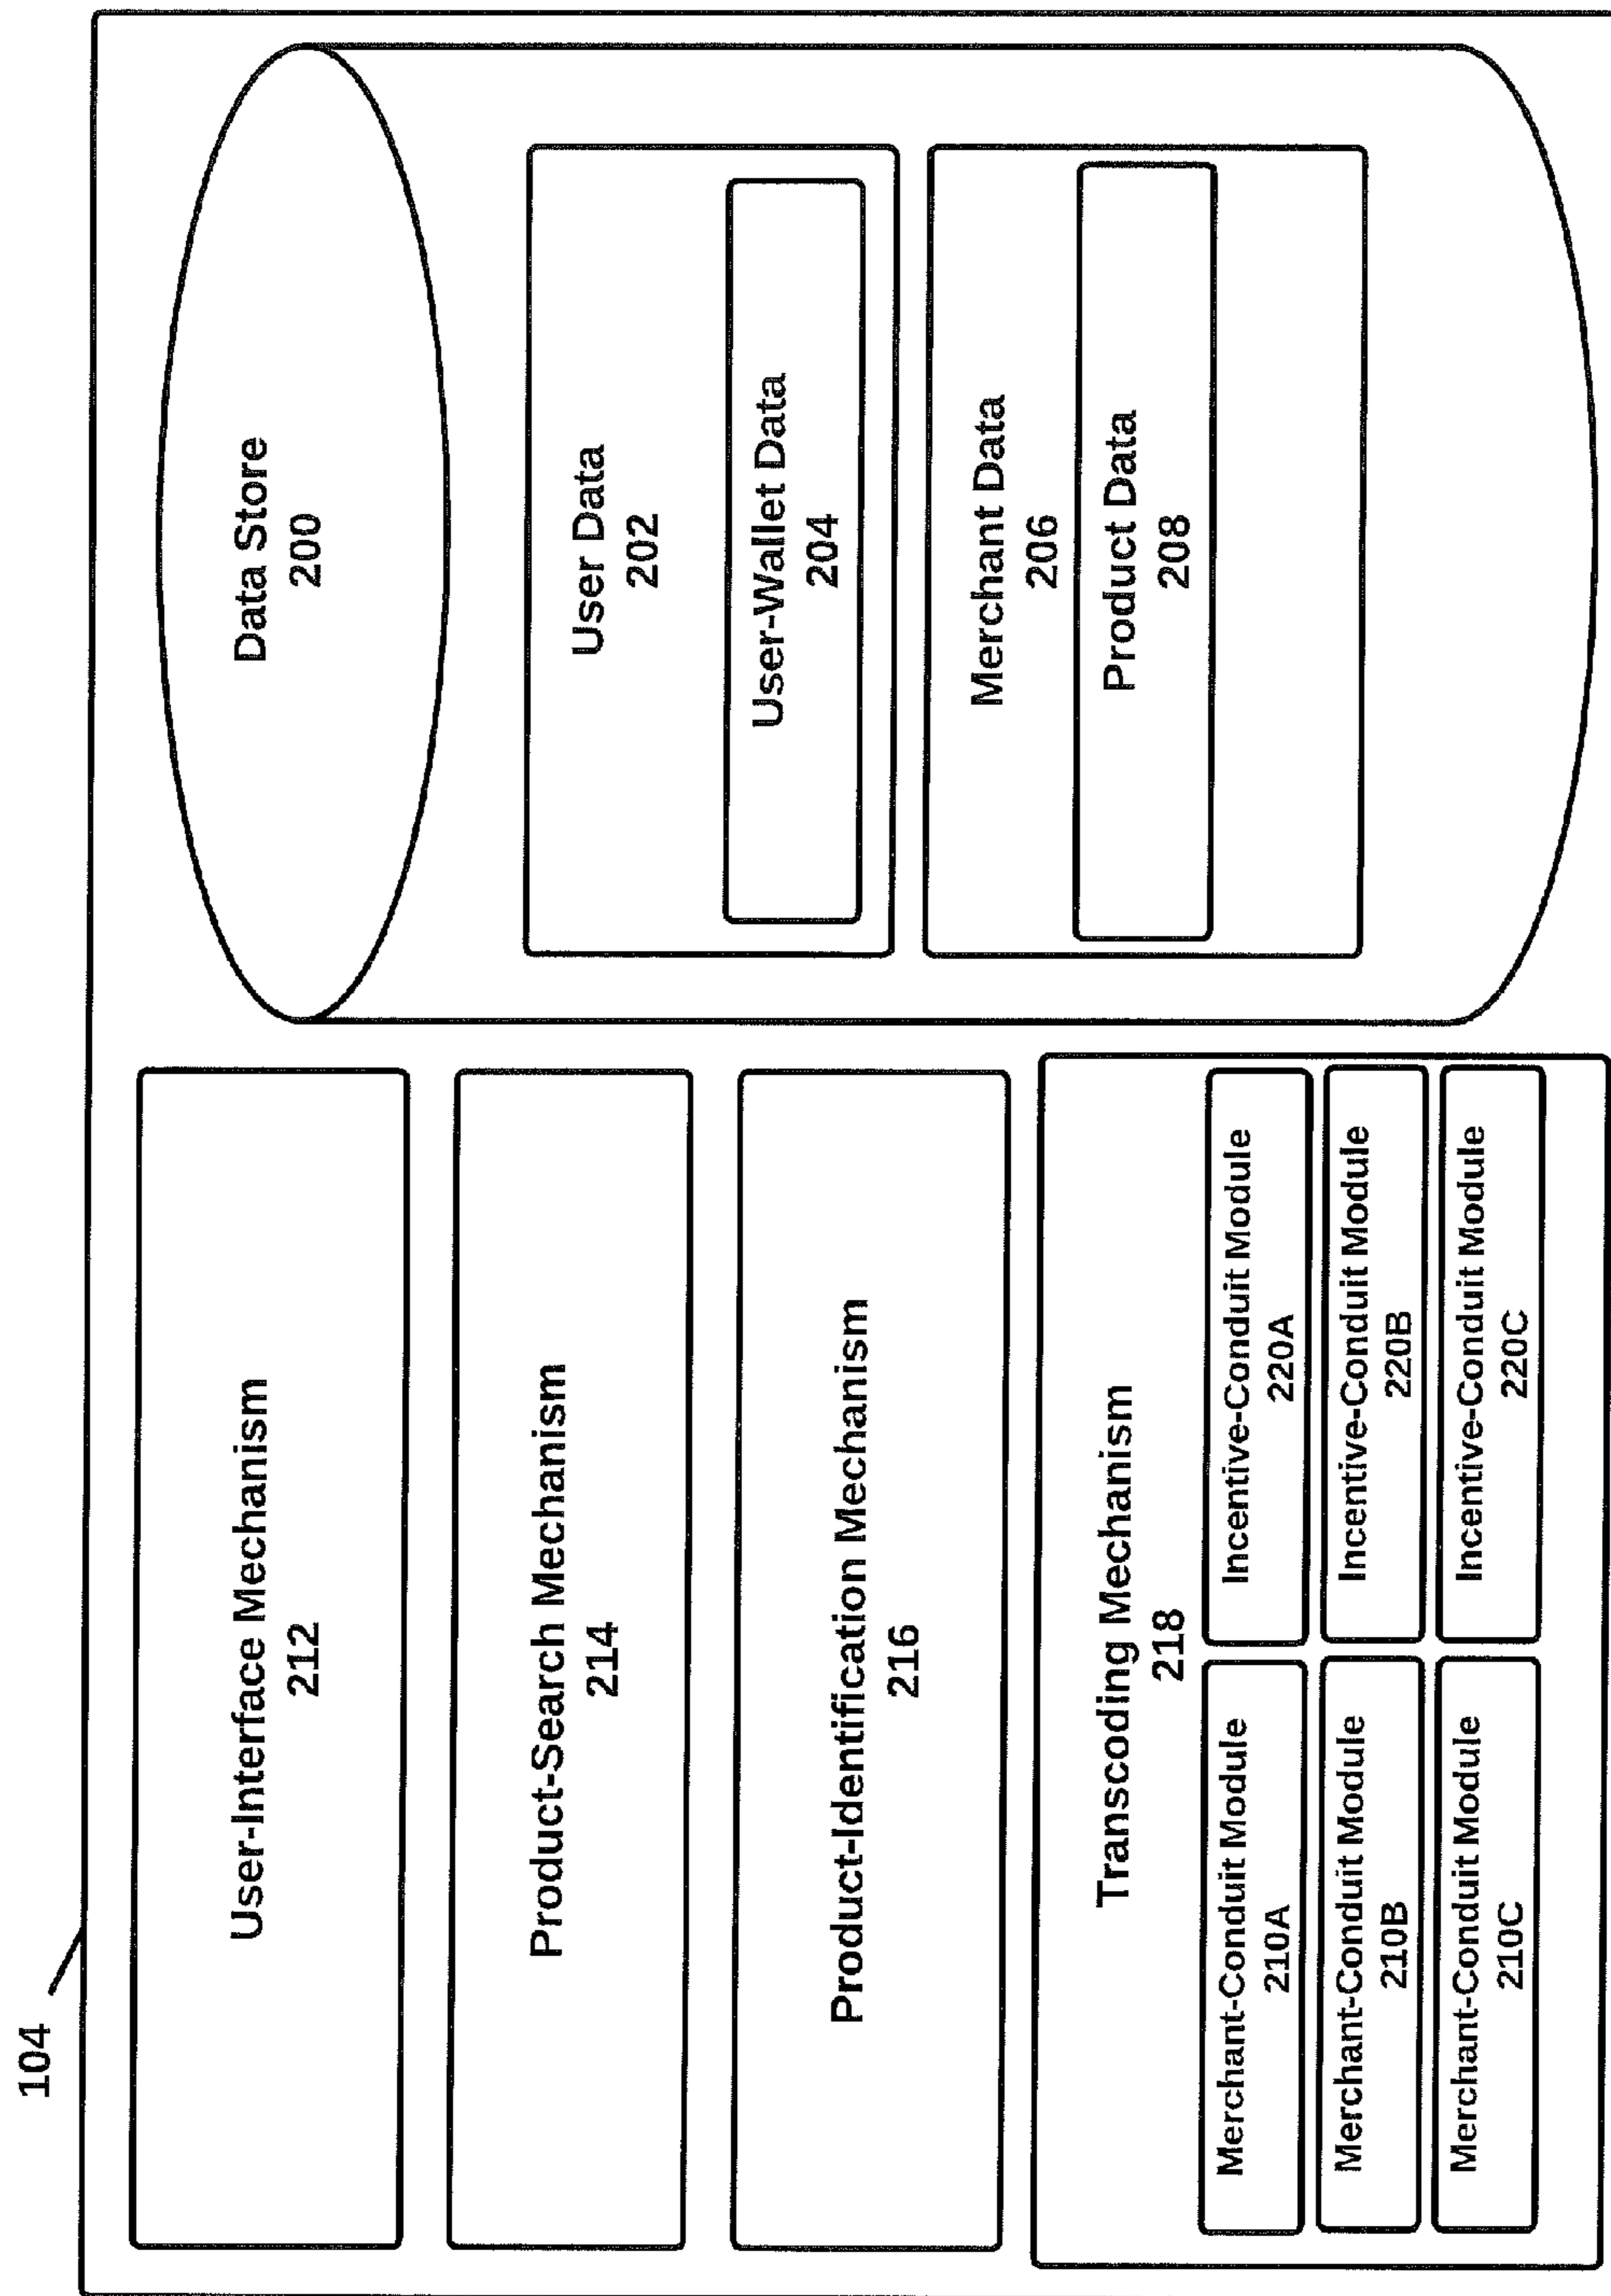 104
User-Interface Mechanism
212
Product-Search Mechanism
214
Product-Identification Mechanism
216
Transcoding Mechanism
218
Merchant-Conduit Module
210A
Incentive-Conduit Module
220A
Merchant-Conduit Module
210B
Incentive-Conduit Module
220B
Merchant-Conduit Module
210C
Incentive-Conduit Module
220C
Data Store
200
User Data
202
User-Wallet Data
204
Merchant Data
206
Product Data
208